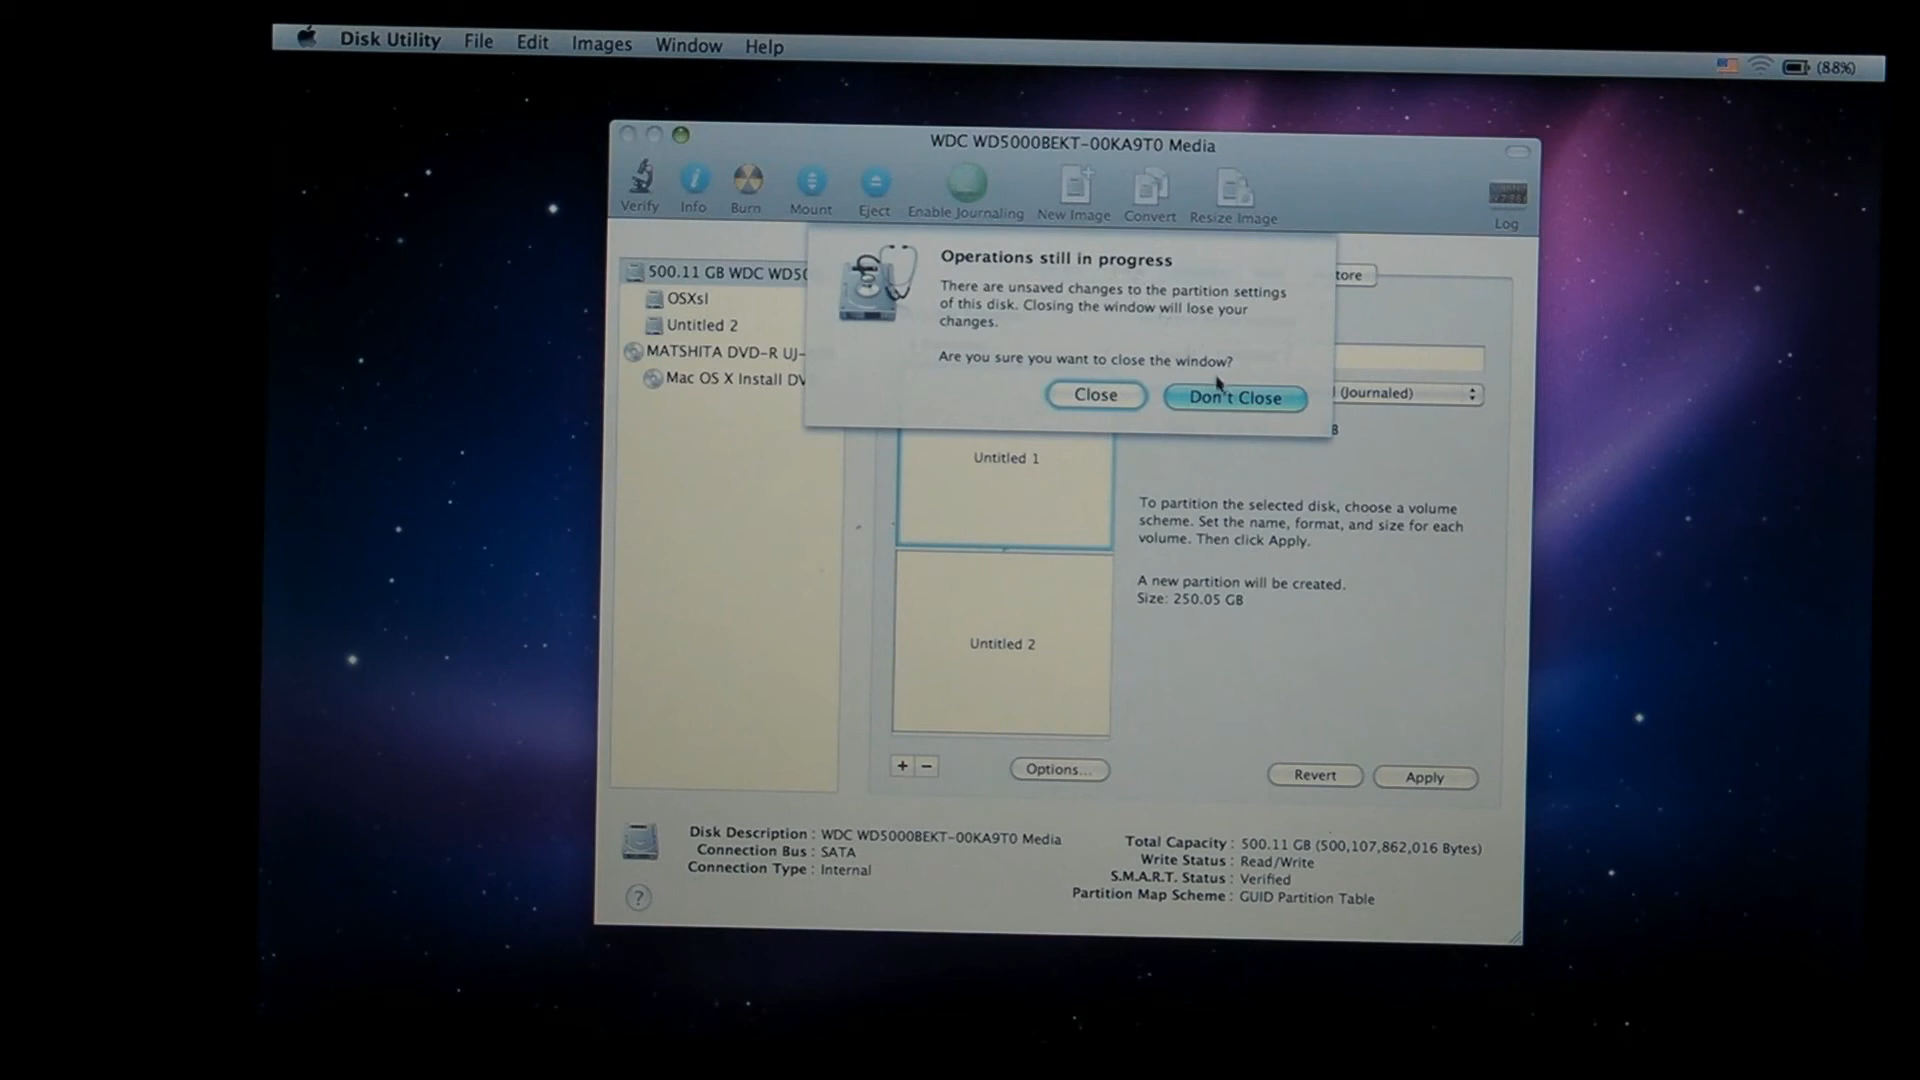 Disk Utility File Edit Images Window Help
(88%)
WDC WD5000BEKT-00KA9T0 Media
Verify Info Burn Mount Eject Enable Journaling New Image Convert Resize Image Log
500.11 GB WDC WD50
OSXsl
Untitled 2
MATSHITA DVD-R UJ-
Mac OS X Install DV
Operations still in progress
There are unsaved changes to the partition settings
of this disk. Closing the window will lose your
changes.
Are you sure you want to close the window?
Close Don't Close
tore
(Journaled)
B
Untitled 1
Untitled 2
To partition the selected disk, choose a volume
scheme. Set the name, format, and size for each
volume. Then click Apply.
A new partition will be created.
Size: 250.05 GB
+ − Options... Revert Apply
Disk Description : WDC WD5000BEKT-00KA9T0 Media
Connection Bus : SATA
Connection Type : Internal
Total Capacity : 500.11 GB (500,107,862,016 Bytes)
Write Status : Read/Write
S.M.A.R.T. Status : Verified
Partition Map Scheme : GUID Partition Table
?